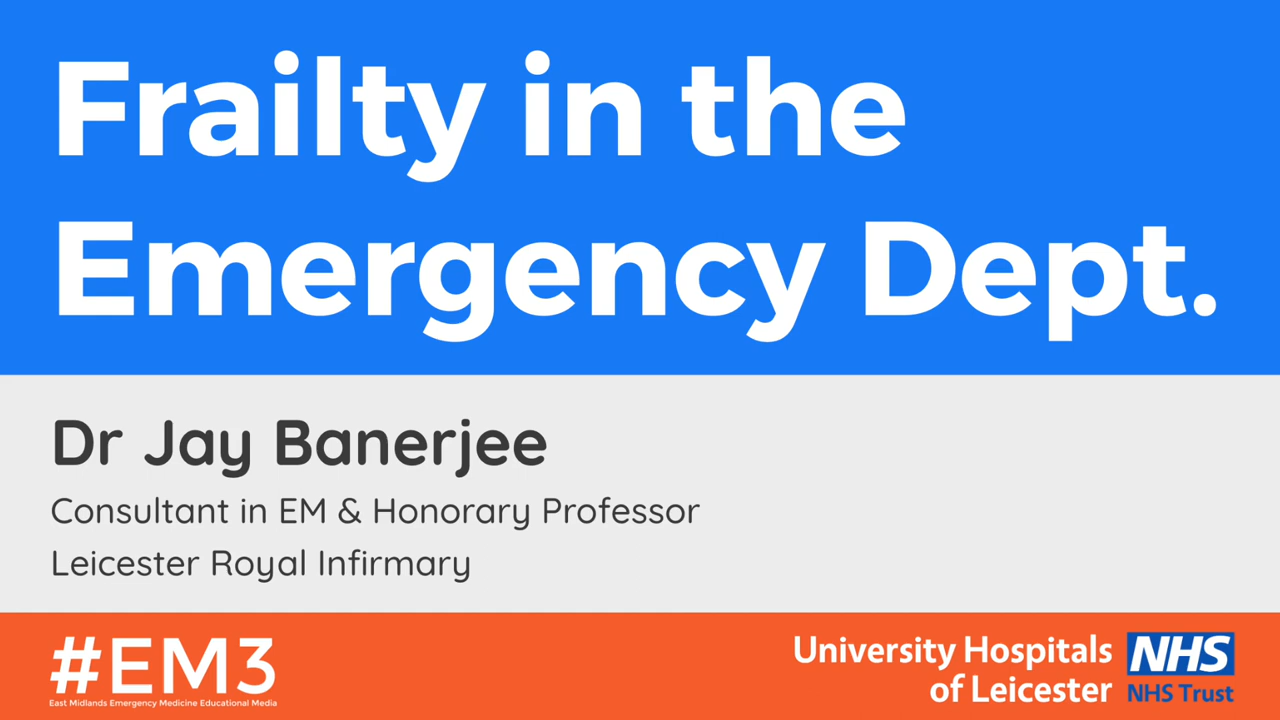 Frailty in the
Emergency Dept.
Dr Jay Banerjee
Consultant in EM & Honorary Professor
Leicester Royal Infirmary
#EM3
East Midlands Emergency Medicine Educational Media
University Hospitals
of Leicester
NHS
NHS Trust